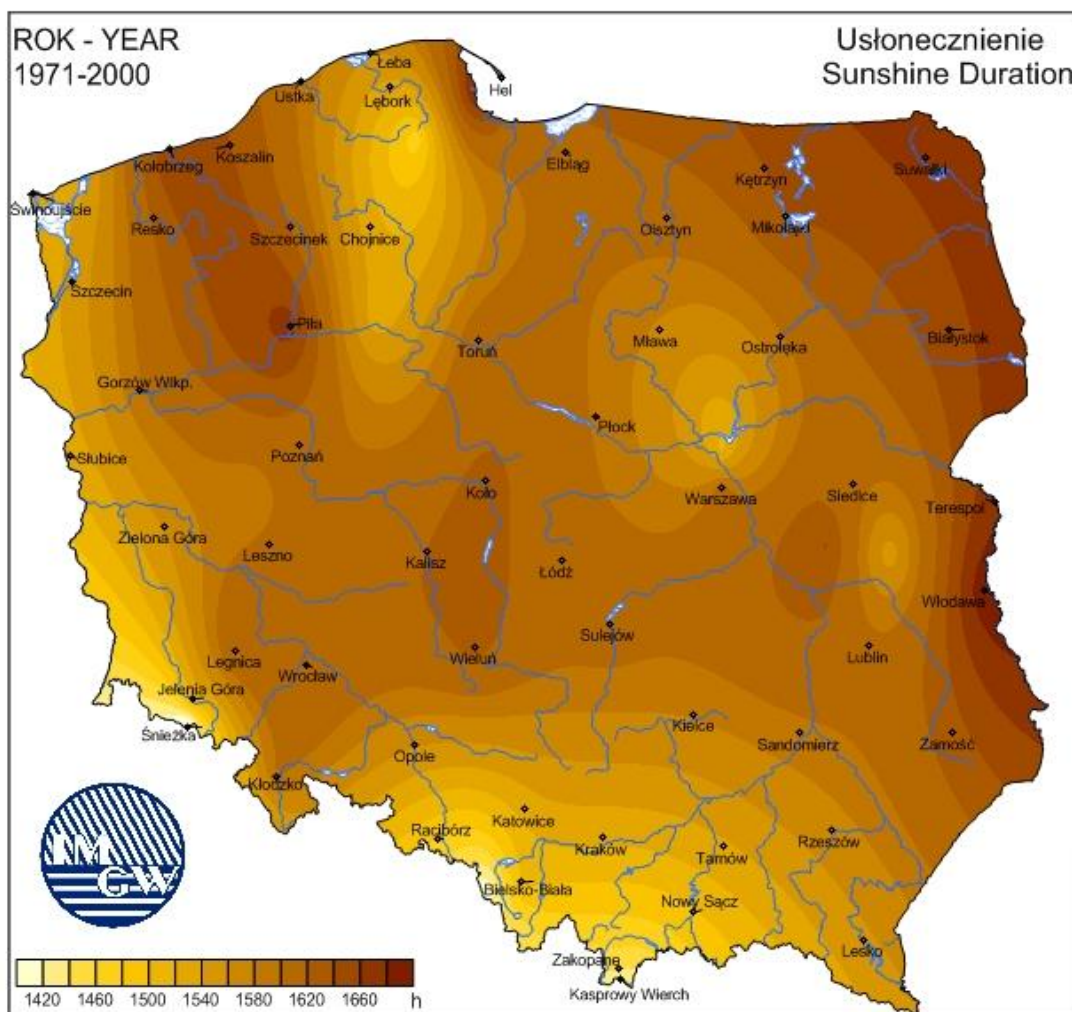 ROK - YEAR
1971-2000
Usłonecznienie
Sunshine Duration
Łeba
Hel
Ustka
Lębork
Koszalin
Kołobrzeg
Elbląg
Kętrzyn
Suwałki
Świnoujście
Resko
Szczecinek
Chojnice
Olsztyn
Mikołajki
Szczecin
Piła
Toruń
Mława
Ostrołęka
Białystok
Gorzów Wlkp.
Płock
Słubice
Poznań
Koło
Warszawa
Siedlce
Terespol
Zielona Góra
Leszno
Kalisz
Łódź
Włodawa
Sulejów
Legnica
Wrocław
Wieluń
Lublin
Jelenia Góra
Śnieżka
Opole
Kielce
Sandomierz
Zamość
Kłodzko
Katowice
Racibórz
Kraków
Tarnów
Rzeszów
IMGW
Bielsko-Biała
Nowy Sącz
Lesko
Zakopane
Kasprowy Wierch
1420 1460 1500 1540 1580 1620 1660 h